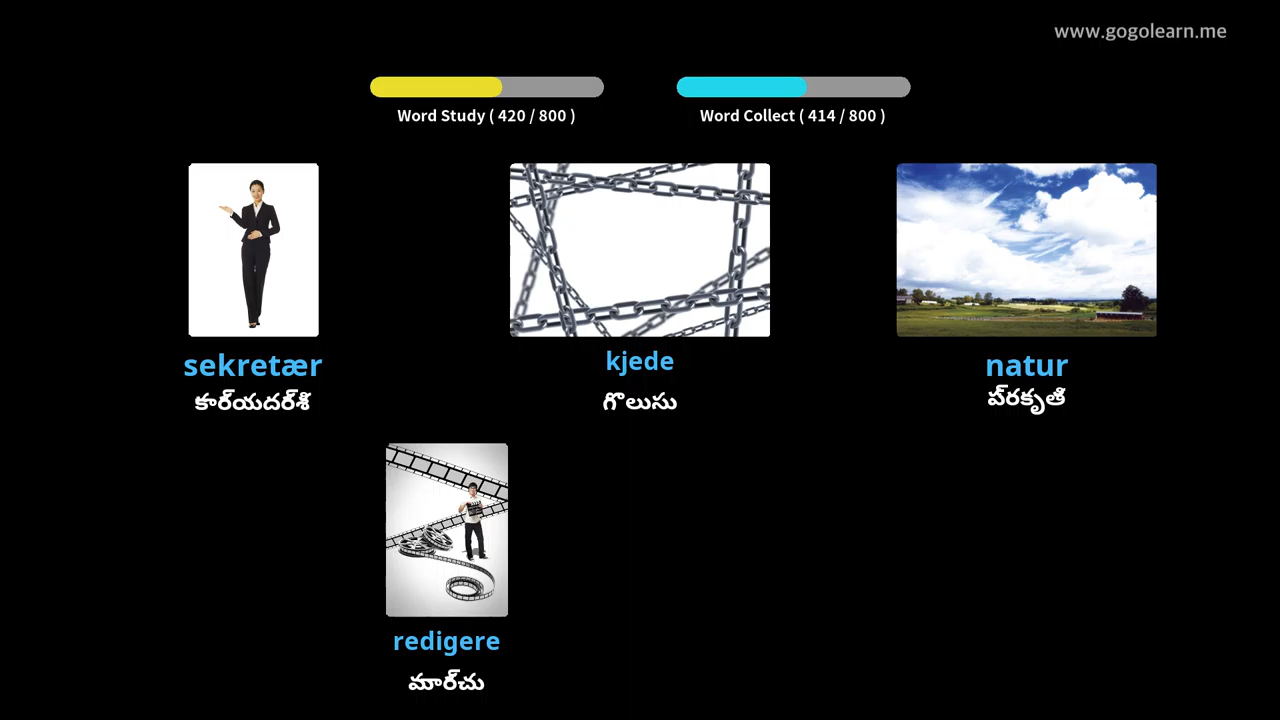 www.gogolearn.me
Word Study ( 420 / 800 )
Word Collect ( 414 / 800 )
sekretær
కార్యదర్శి
kjede
గొలుసు
natur
ప్రకృతి
redigere
మార్చు